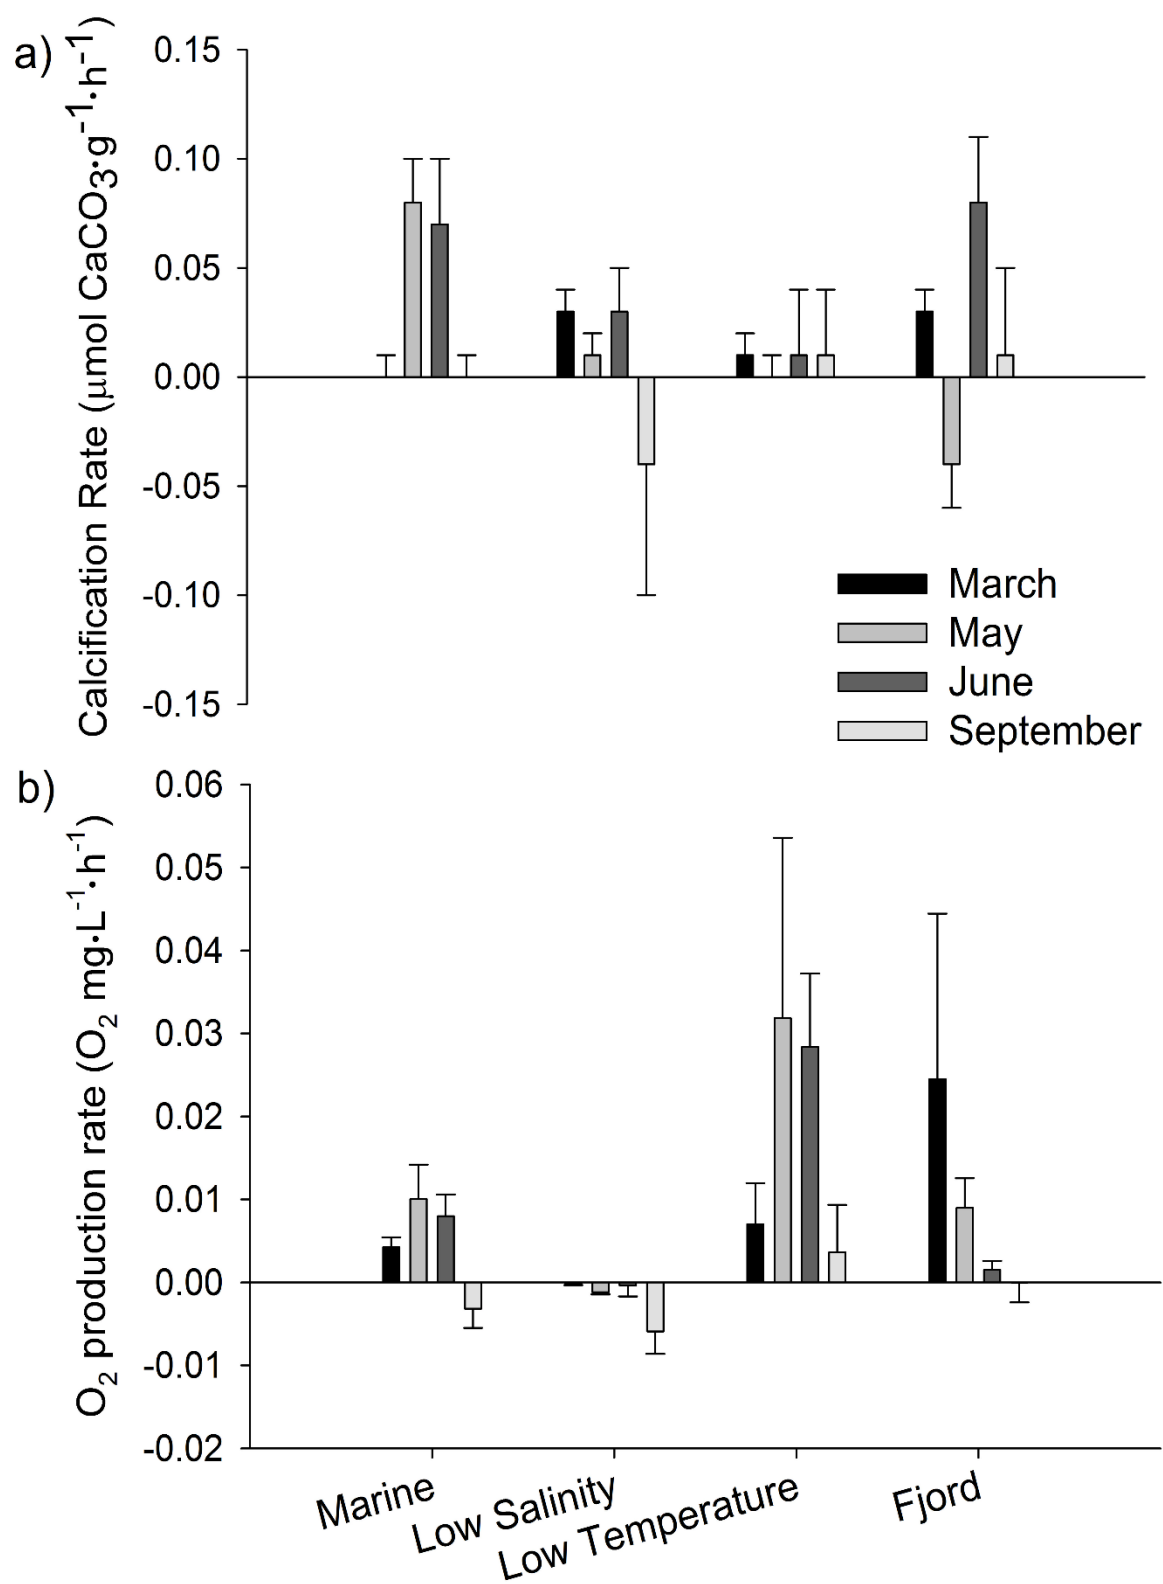 a)
Calcification Rate (μmol CaCO₃·g⁻¹·h⁻¹)
0.15
0.10
0.05
0.00
-0.05
-0.10
-0.15
March
May
June
September
b)
O₂ production rate (O₂ mg·L⁻¹·h⁻¹)
0.06
0.05
0.04
0.03
0.02
0.01
0.00
-0.01
-0.02
Marine
Low Salinity
Low Temperature
Fjord